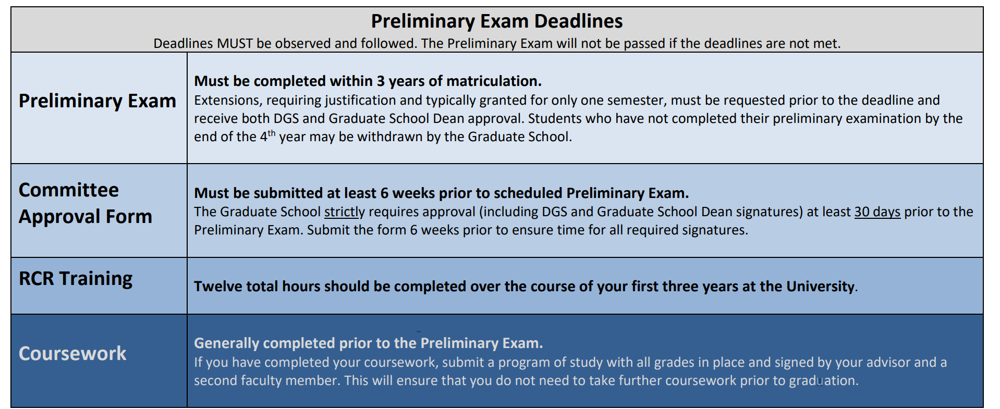 Preliminary Exam Deadlines
Deadlines MUST be observed and followed. The Preliminary Exam will not be passed if the deadlines are not met.
Preliminary Exam
Must be completed within 3 years of matriculation.
Extensions, requiring justification and typically granted for only one semester, must be requested prior to the deadline and
receive both DGS and Graduate School Dean approval. Students who have not completed their preliminary examination by the
end of the 4th year may be withdrawn by the Graduate School.
Committee
Approval Form
Must be submitted at least 6 weeks prior to scheduled Preliminary Exam.
The Graduate School strictly requires approval (including DGS and Graduate School Dean signatures) at least 30 days prior to the
Preliminary Exam. Submit the form 6 weeks prior to ensure time for all required signatures.
RCR Training
Twelve total hours should be completed over the course of your first three years at the University.
Coursework
Generally completed prior to the Preliminary Exam.
If you have completed your coursework, submit a program of study with all grades in place and signed by your advisor and a
second faculty member. This will ensure that you do not need to take further coursework prior to graduation.